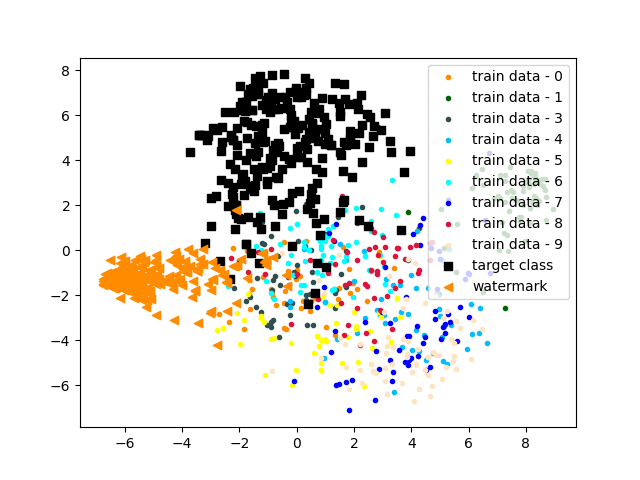 8
6
4
2
0
−2
−4
−6
−6 −4 −2 0 2 4 6 8
train data - 0
train data - 1
train data - 3
train data - 4
train data - 5
train data - 6
train data - 7
train data - 8
train data - 9
target class
watermark